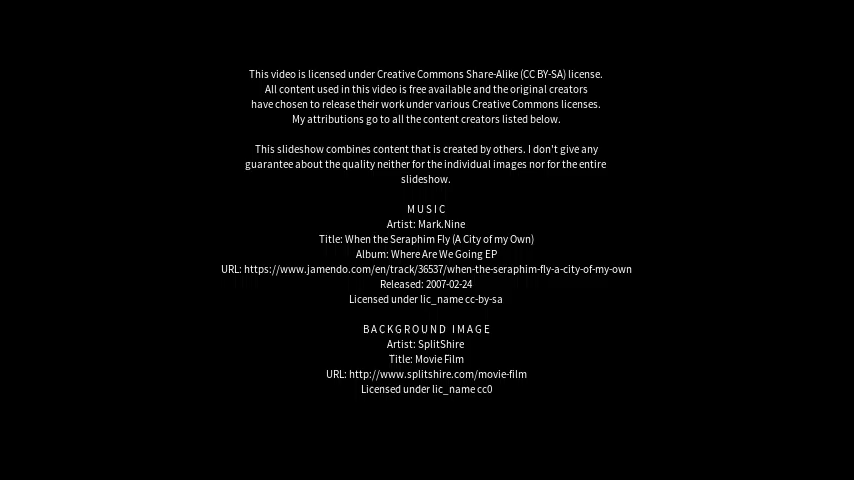 This video is licensed under Creative Commons Share-Alike (CC BY-SA) license.
All content used in this video is free available and the original creators
have chosen to release their work under various Creative Commons licenses.
My attributions go to all the content creators listed below.
This slideshow combines content that is created by others. I don't give any
guarantee about the quality neither for the individual images nor for the entire
slideshow.
MUSIC
Artist: Mark.Nine
Title: When the Seraphim Fly (A City of my Own)
Album: Where Are We Going EP
URL: https://www.jamendo.com/en/track/36537/when-the-seraphim-fly-a-city-of-my-own
Released: 2007-02-24
Licensed under lic_name cc-by-sa
BACKGROUND IMAGE
Artist: SplitShire
Title: Movie Film
URL: http://www.splitshire.com/movie-film
Licensed under lic_name cc0